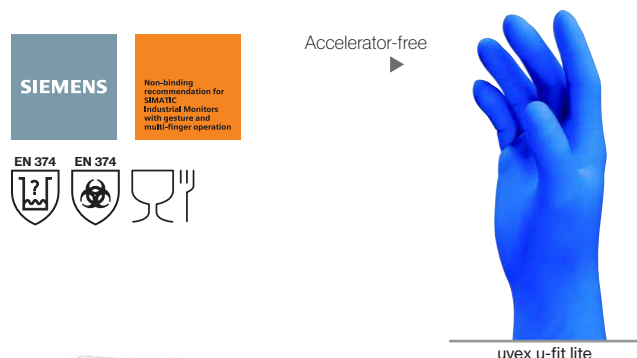 Accelerator-free
SIEMENS
Non-binding
recommendation for
SIMATIC
Industrial Monitors
with gesture and
multi-finger operation
EN 374
EN 374
?
uvex u-fit lite